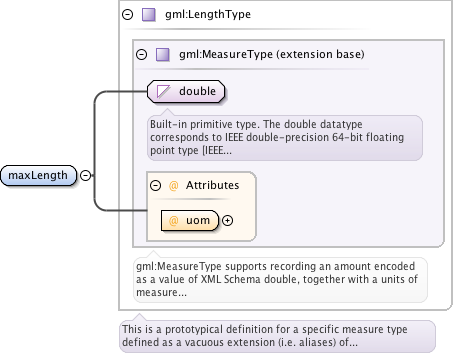 gml:LengthType
gml:MeasureType (extension base)
double
Built-in primitive type. The double datatype
corresponds to IEEE double-precision 64-bit floating
point type [IEEE...
maxLength
@ Attributes
@ uom
gml:MeasureType supports recording an amount encoded
as a value of XML Schema double, together with a units of
measure...
This is a prototypical definition for a specific measure type
defined as a vacuous extension (i.e. aliases) of...